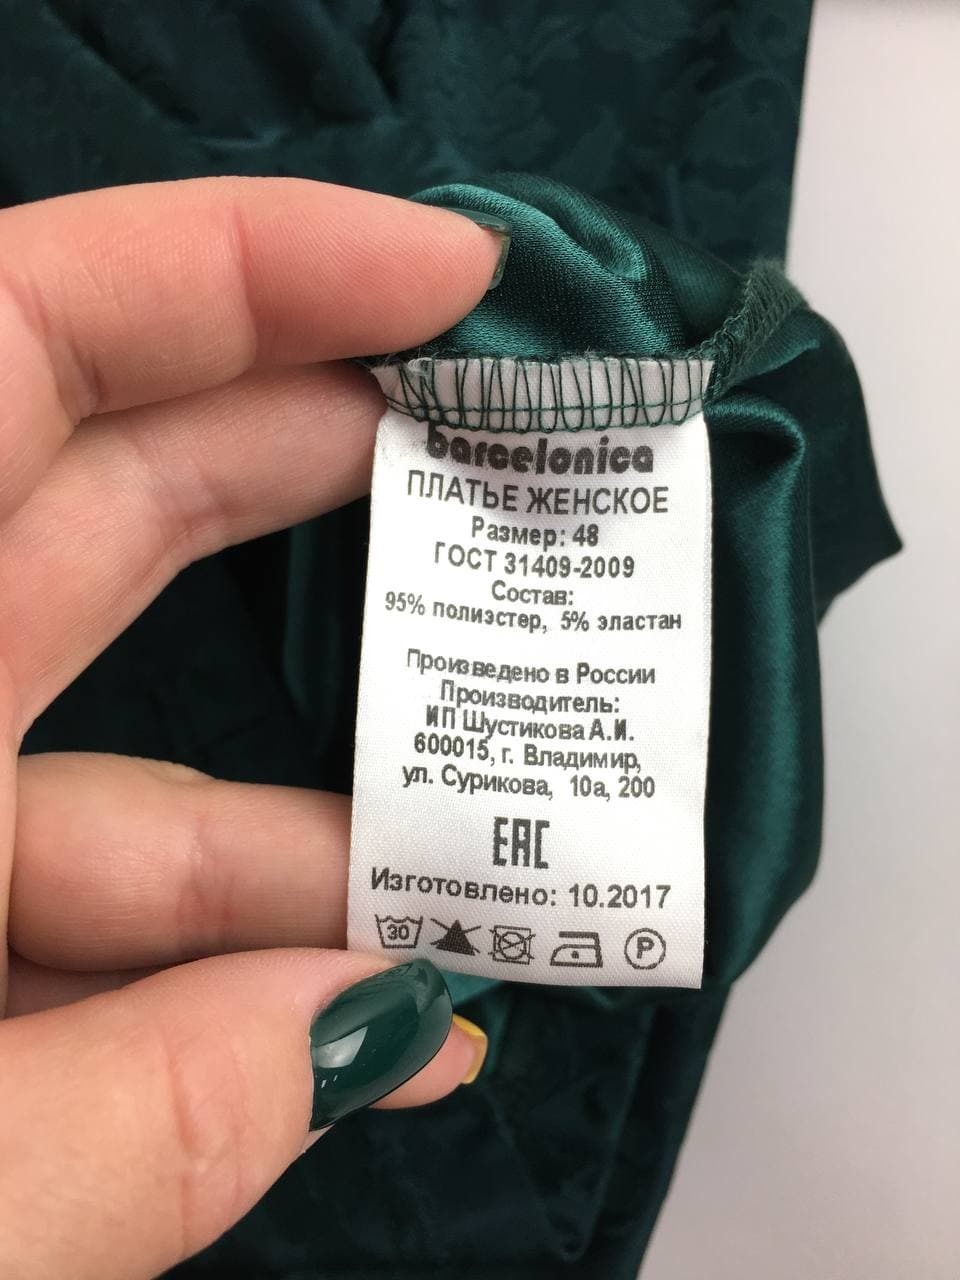 barcelonica
ПЛАТЬЕ ЖЕНСКОЕ
Размер: 48
ГОСТ 31409-2009
Состав:
95% полиэстер, 5% эластан
Произведено в России
Производитель:
ИП Шустикова А.И.
600015, г. Владимир,
ул. Сурикова, 10а, 200
ЕАС
Изготовлено: 10.2017
30 P